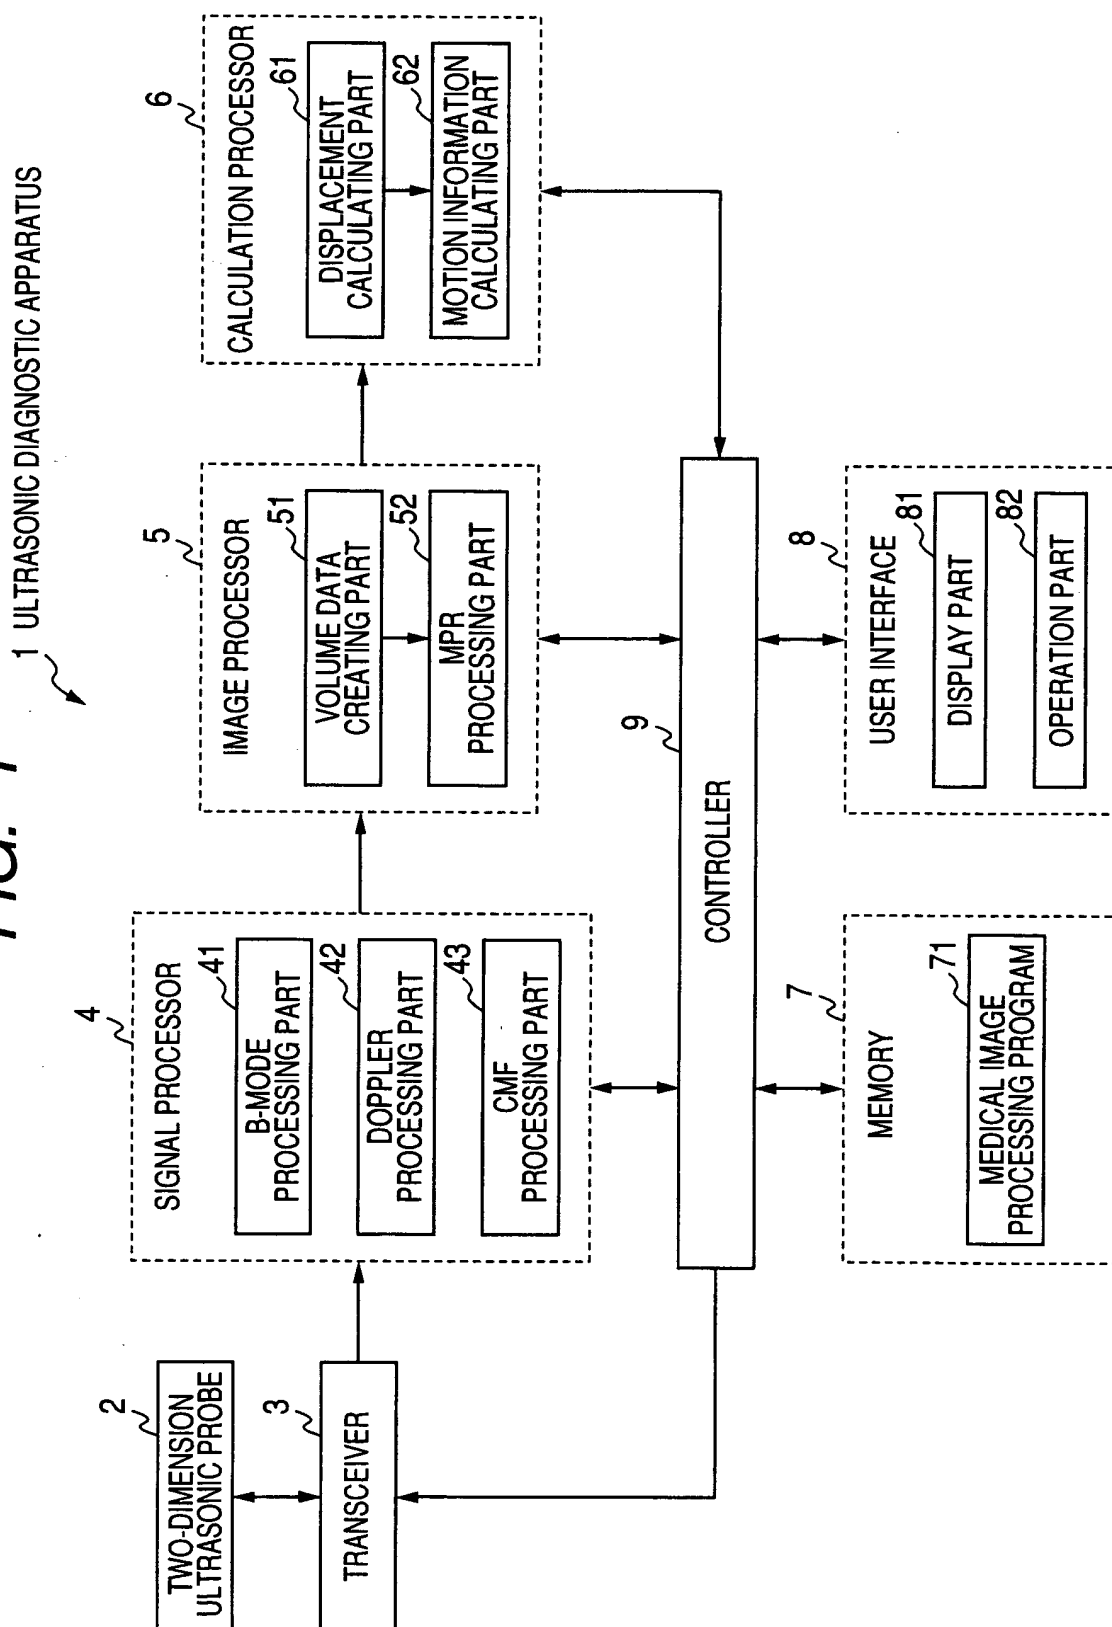 FIG. 1
1 ULTRASONIC DIAGNOSTIC APPARATUS
2
TWO-DIMENSION
ULTRASONIC PROBE
3
TRANSCEIVER
4
SIGNAL PROCESSOR
41
B-MODE
PROCESSING PART
42
DOPPLER
PROCESSING PART
43
CMF
PROCESSING PART
5
IMAGE PROCESSOR
51
VOLUME DATA
CREATING PART
52
MPR
PROCESSING PART
6
CALCULATION PROCESSOR
61
DISPLACEMENT
CALCULATING PART
62
MOTION INFORMATION
CALCULATING PART
9
CONTROLLER
7
MEMORY
71
MEDICAL IMAGE
PROCESSING PROGRAM
8
USER INTERFACE
81
DISPLAY PART
82
OPERATION PART